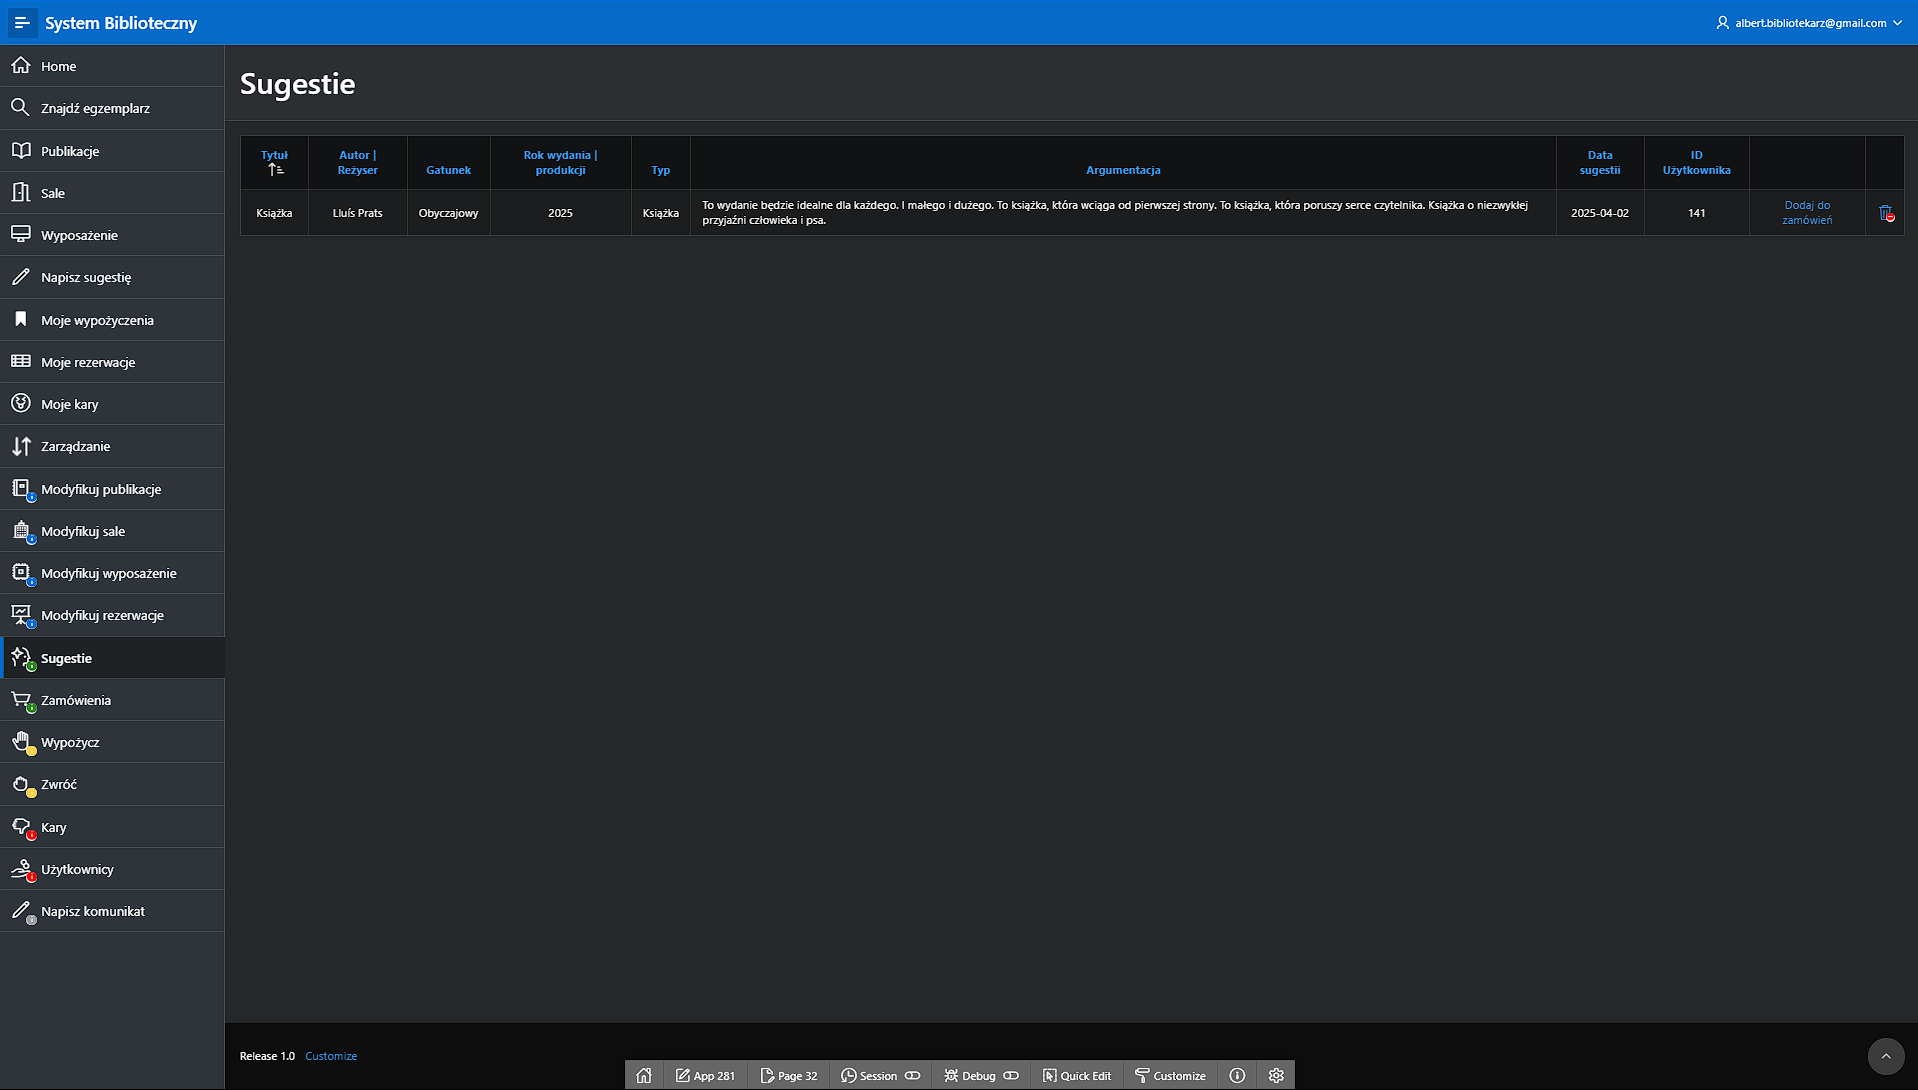 System Biblioteczny
albert.bibliotekarz@gmail.com
Home
Znajdź egzemplarz
Publikacje
Sale
Wyposażenie
Napisz sugestię
Moje wypożyczenia
Moje rezerwacje
Moje kary
Zarządzanie
Modyfikuj publikacje
Modyfikuj sale
Modyfikuj wyposażenie
Modyfikuj rezerwacje
Sugestie
Zamówienia
Wypożycz
Zwróć
Kary
Użytkownicy
Napisz komunikat
Sugestie
Tytuł
Autor |
Reżyser
Gatunek
Rok wydania |
produkcji
Typ
Argumentacja
Data
sugestii
ID
Użytkownika
Książka
Lluís Prats
Obyczajowy
2025
Książka
To wydanie będzie idealne dla każdego. I małego i dużego. To książka, która wciąga od pierwszej strony. To książka, która poruszy serce czytelnika. Książka o niezwykłej
przyjaźni człowieka i psa.
2025-04-02
141
Dodaj do
zamówień
Release 1.0 Customize
App 281
Page 32
Session
Debug
Quick Edit
Customize